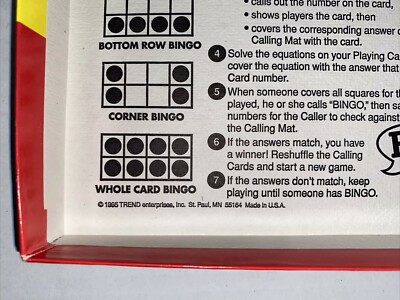 calls out the number on the card,
• shows players the card, then
• covers the corresponding answer
Calling Mat with the card.
BOTTOM ROW BINGO
4 Solve the equations on your Playing
cover the equation with the answer that
Card number.
CORNER BINGO
5 When someone covers all squares for
played, he or she calls "BINGO," then
numbers for the Caller to check against
the Calling Mat.
6 If the answers match, you have
a winner! Reshuffle the Calling
Cards and start a new game.
WHOLE CARD BINGO
7 If the answers don't match, keep
playing until someone has BINGO.
© 1995 TREND enterprises, Inc. St. Paul, MN 55164 Made in U.S.A.